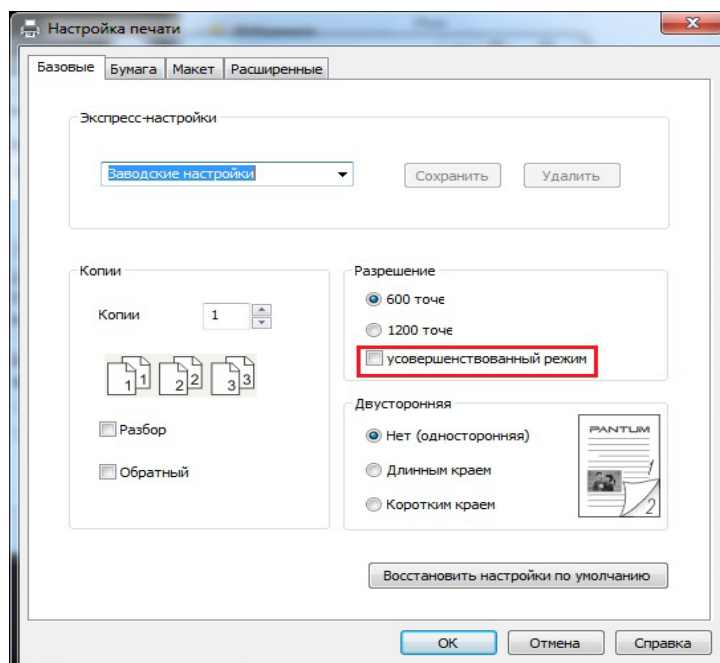 Настройка печати
Базовые Бумага Макет Расширенные
Экспресс-настройки
Заводские настройки Сохранить Удалить
Копии
Копии 1
1 1 2 2 3 3
Разбор
Обратный
Разрешение
600 точе
1200 точе
усовершенствованный режим
Двусторонняя
Нет (односторонняя)
Длинным краем
Коротким краем
PANTUM
1
2
Восстановить настройки по умолчанию
ОК Отмена Справка